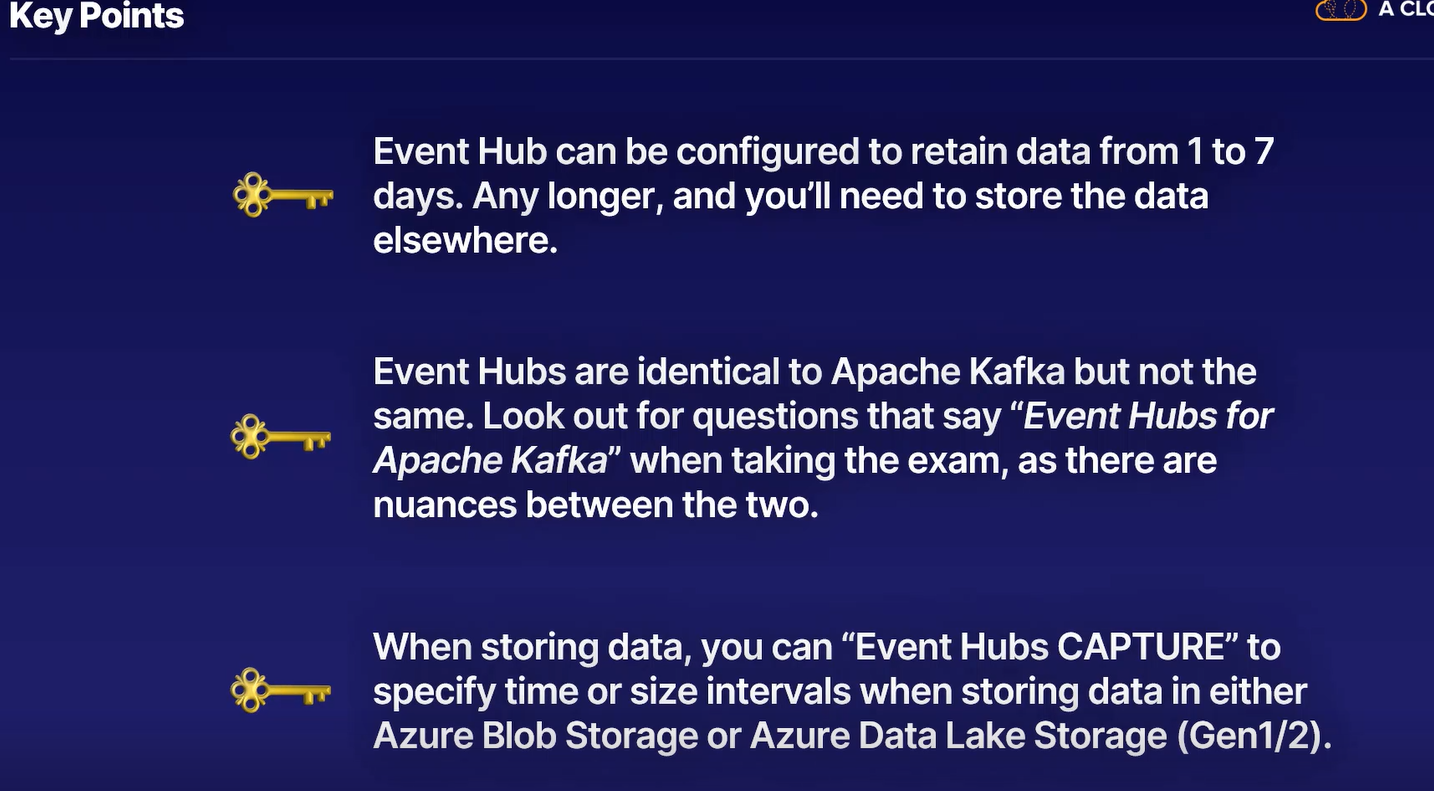 Key Points
A CLO
Event Hub can be configured to retain data from 1 to 7
days. Any longer, and you’ll need to store the data
elsewhere.
Event Hubs are identical to Apache Kafka but not the
same. Look out for questions that say “Event Hubs for
Apache Kafka” when taking the exam, as there are
nuances between the two.
When storing data, you can “Event Hubs CAPTURE” to
specify time or size intervals when storing data in either
Azure Blob Storage or Azure Data Lake Storage (Gen1/2).